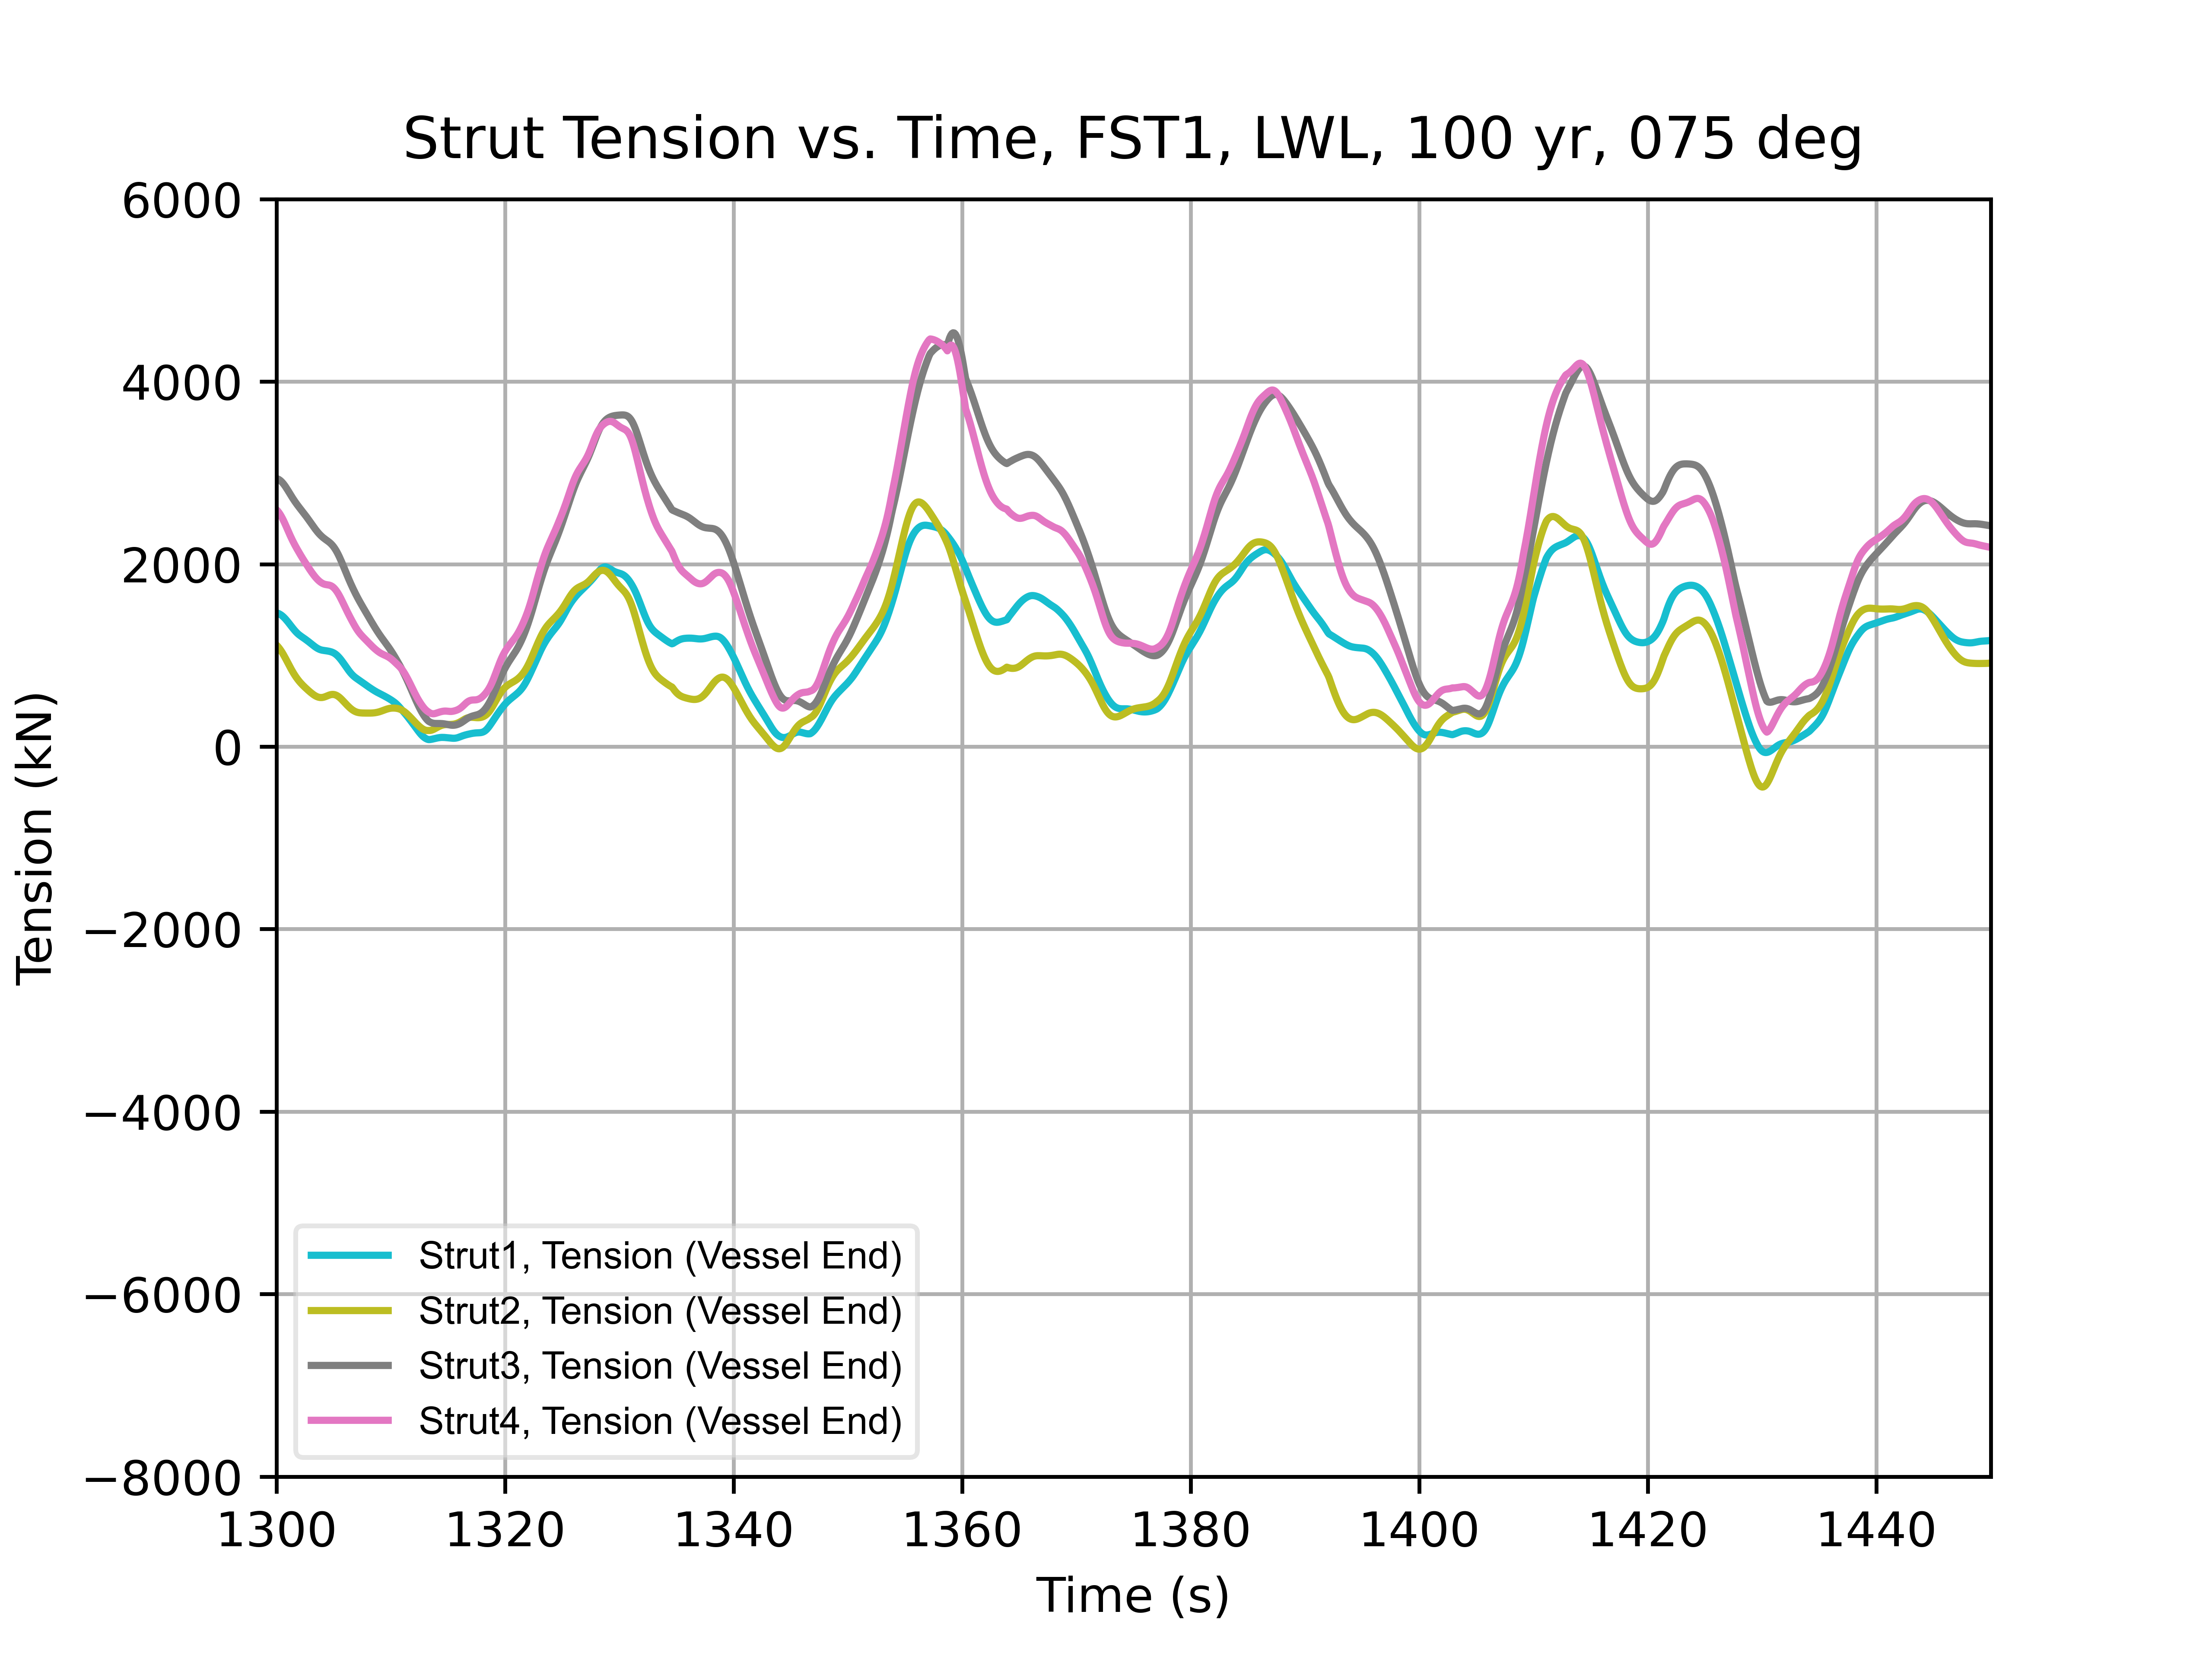 Strut Tension vs. Time, FST1, LWL, 100 yr, 075 deg
6000
4000
2000
0
−2000
−4000
−6000
−8000
Tension (kN)
Strut1, Tension (Vessel End)
Strut2, Tension (Vessel End)
Strut3, Tension (Vessel End)
Strut4, Tension (Vessel End)
1300 1320 1340 1360 1380 1400 1420 1440
Time (s)